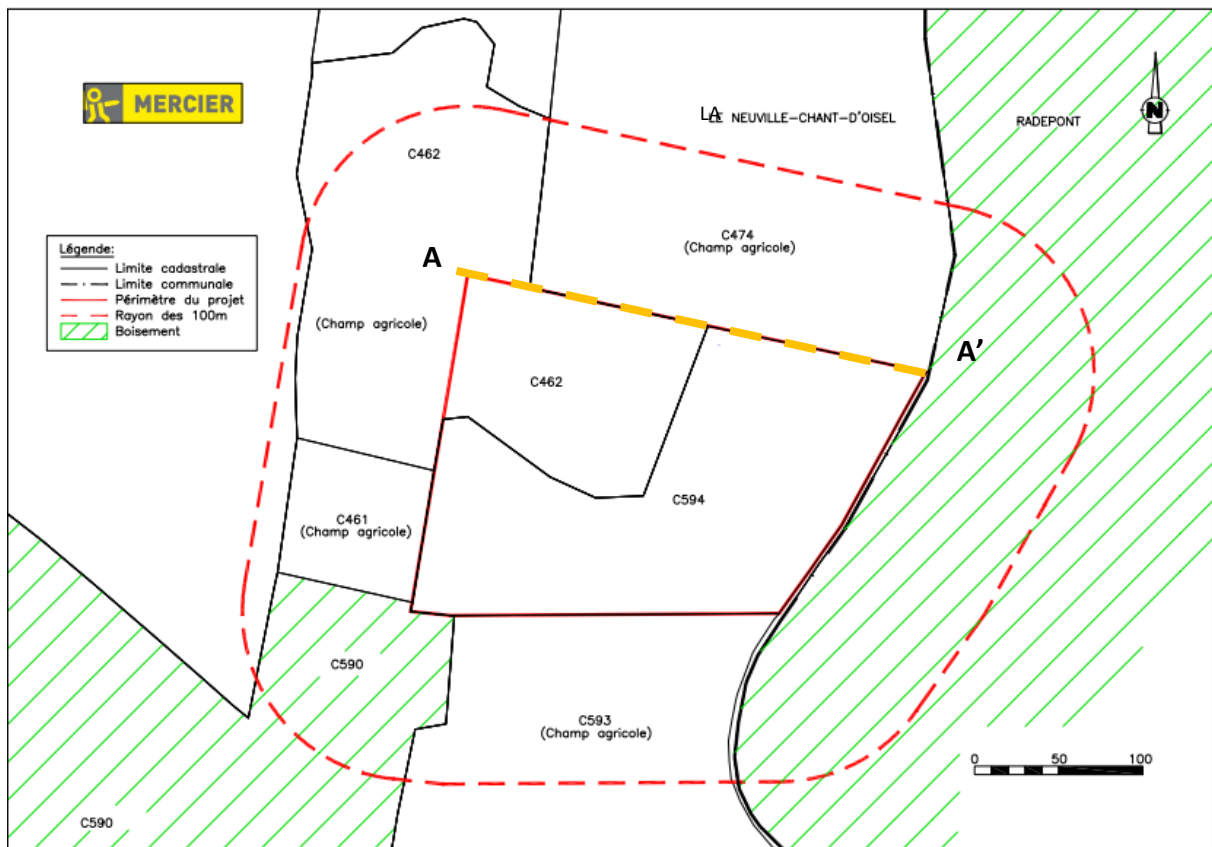 MERCIER
LA NEUVILLE-CHANT-D'OISEL
RADEPONT
N
C462
C474
(Champ agricole)
Légende:
Limite cadastrale
Limite communale
Périmètre du projet
Rayon des 100m
Boisement
A
(Champ agricole)
A'
C462
C594
C461
(Champ agricole)
C590
C593
(Champ agricole)
0 50 100
C590